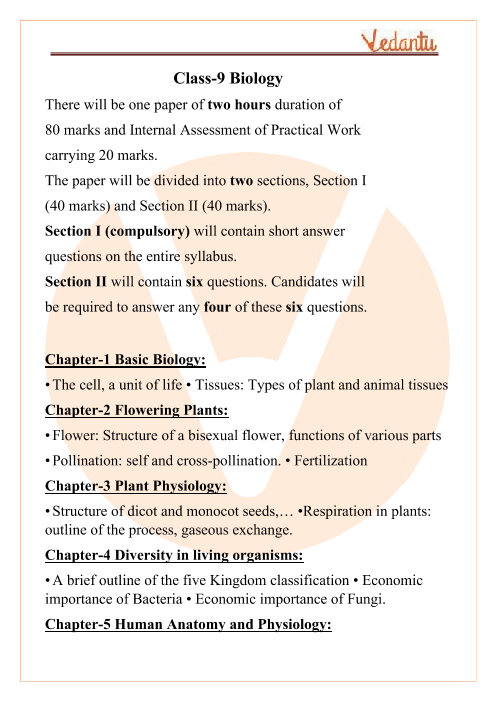 Vedantu
Class-9 Biology
There will be one paper of two hours duration of
80 marks and Internal Assessment of Practical Work
carrying 20 marks.
The paper will be divided into two sections, Section I
(40 marks) and Section II (40 marks).
Section I (compulsory) will contain short answer
questions on the entire syllabus.
Section II will contain six questions. Candidates will
be required to answer any four of these six questions.
Chapter-1 Basic Biology:
• The cell, a unit of life • Tissues: Types of plant and animal tissues
Chapter-2 Flowering Plants:
• Flower: Structure of a bisexual flower, functions of various parts
• Pollination: self and cross-pollination. • Fertilization
Chapter-3 Plant Physiology:
• Structure of dicot and monocot seeds,… •Respiration in plants:
outline of the process, gaseous exchange.
Chapter-4 Diversity in living organisms:
• A brief outline of the five Kingdom classification • Economic
importance of Bacteria • Economic importance of Fungi.
Chapter-5 Human Anatomy and Physiology: